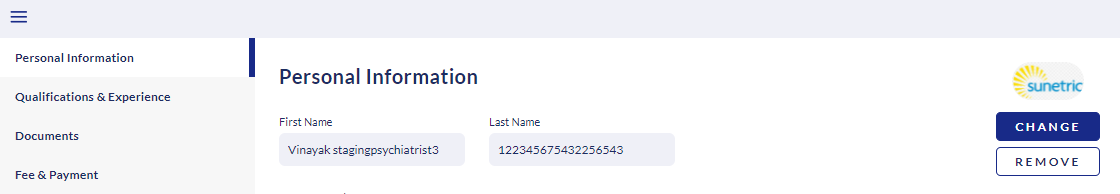 Personal Information
Qualifications & Experience
Documents
Fee & Payment
Personal Information
First Name
Last Name
Vinayak stagingpsychiatrist3
122345675432256543
sunetric
CHANGE
REMOVE